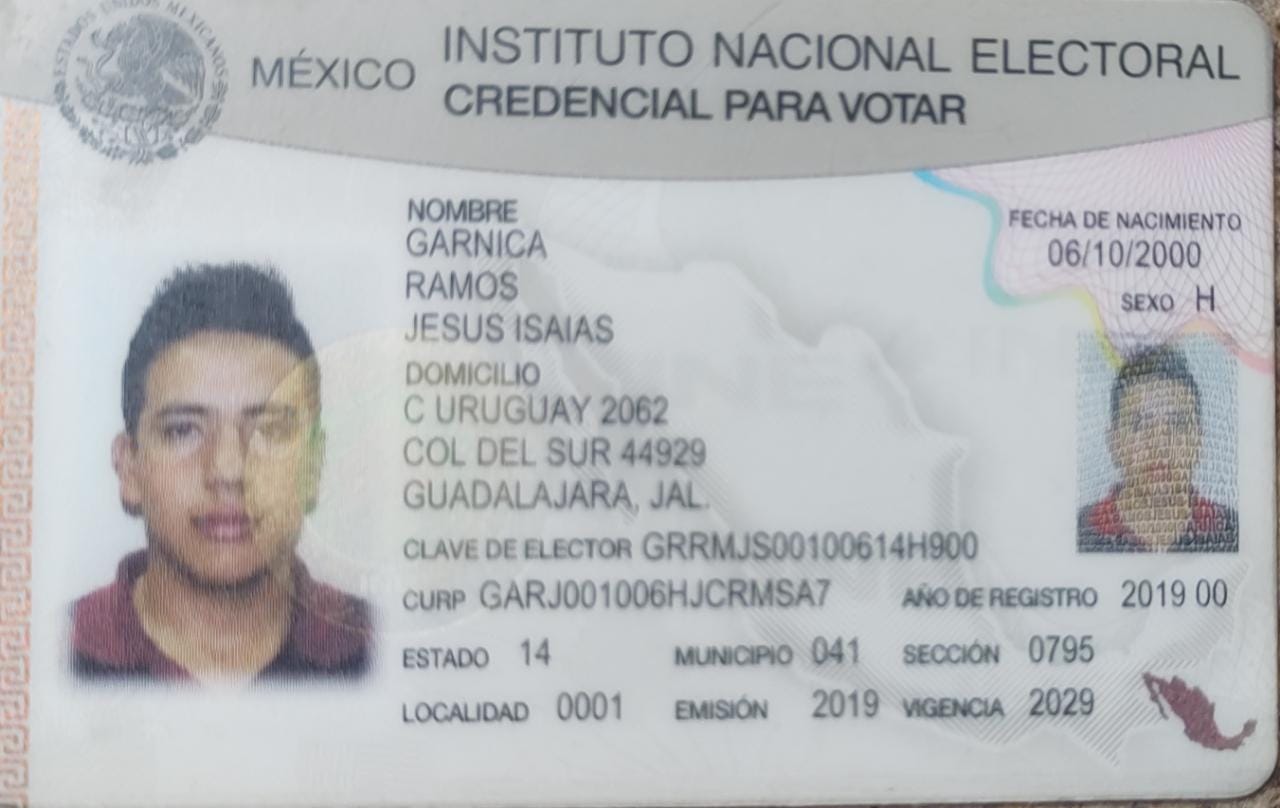 ESTADOS UNIDOS MEXICANOS
MÉXICO
INSTITUTO NACIONAL ELECTORAL
CREDENCIAL PARA VOTAR
NOMBRE
GARNICA
RAMOS
JESUS ISAIAS
DOMICILIO
C URUGUAY 2062
COL DEL SUR 44929
GUADALAJARA, JAL.
FECHA DE NACIMIENTO
06/10/2000
SEXO H
CLAVE DE ELECTOR GRRMJS00100614H900
CURP GARJ001006HJCRMSA7 AÑO DE REGISTRO 2019 00
ESTADO 14 MUNICIPIO 041 SECCIÓN 0795
LOCALIDAD 0001 EMISIÓN 2019 VIGENCIA 2029